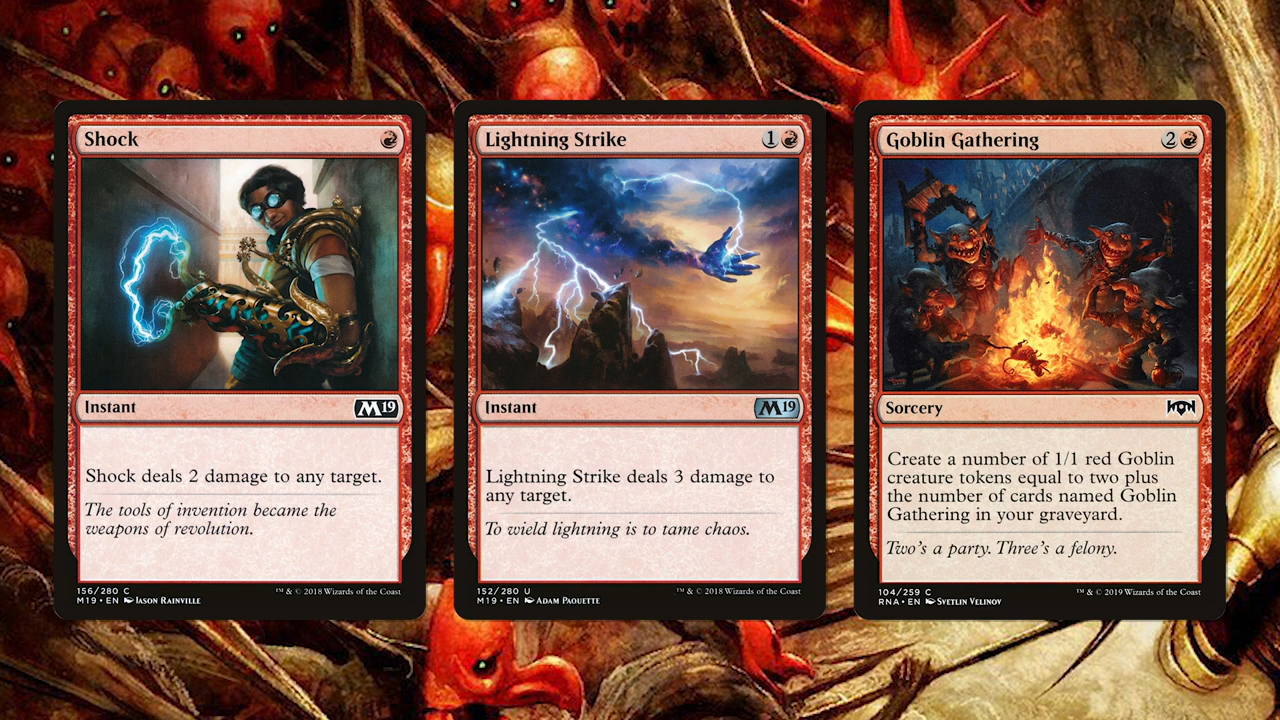 Shock
Instant
M19
Shock deals 2 damage to any target.
The tools of invention became the
weapons of revolution.
156/280 C
M19 • EN Jason Rainville
™ & © 2018 Wizards of the Coast
Lightning Strike
1
Instant
M19
Lightning Strike deals 3 damage to
any target.
To wield lightning is to tame chaos.
152/280 U
M19 • EN Adam Paquette
™ & © 2018 Wizards of the Coast
Goblin Gathering
2
Sorcery
Create a number of 1/1 red Goblin
creature tokens equal to two plus
the number of cards named Goblin
Gathering in your graveyard.
Two's a party. Three's a felony.
104/259 C
RNA • EN Svetlin Velinov
™ & © 2019 Wizards of the Coast